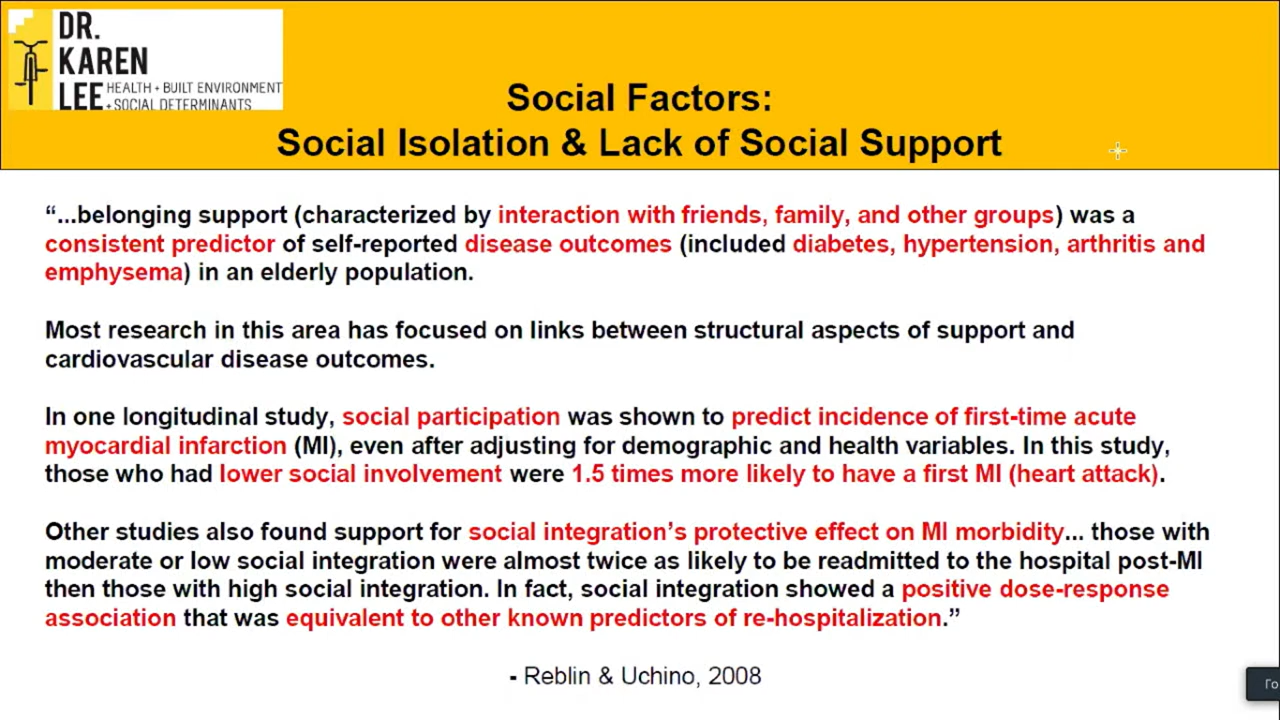 DR.
KAREN
LEE HEALTH + BUILT ENVIRONMENT
+ SOCIAL DETERMINANTS
Social Factors:
Social Isolation & Lack of Social Support
“...belonging support (characterized by interaction with friends, family, and other groups) was a
consistent predictor of self-reported disease outcomes (included diabetes, hypertension, arthritis and
emphysema) in an elderly population.
Most research in this area has focused on links between structural aspects of support and
cardiovascular disease outcomes.
In one longitudinal study, social participation was shown to predict incidence of first-time acute
myocardial infarction (MI), even after adjusting for demographic and health variables. In this study,
those who had lower social involvement were 1.5 times more likely to have a first MI (heart attack).
Other studies also found support for social integration’s protective effect on MI morbidity... those with
moderate or low social integration were almost twice as likely to be readmitted to the hospital post-MI
then those with high social integration. In fact, social integration showed a positive dose-response
association that was equivalent to other known predictors of re-hospitalization.”
- Reblin & Uchino, 2008